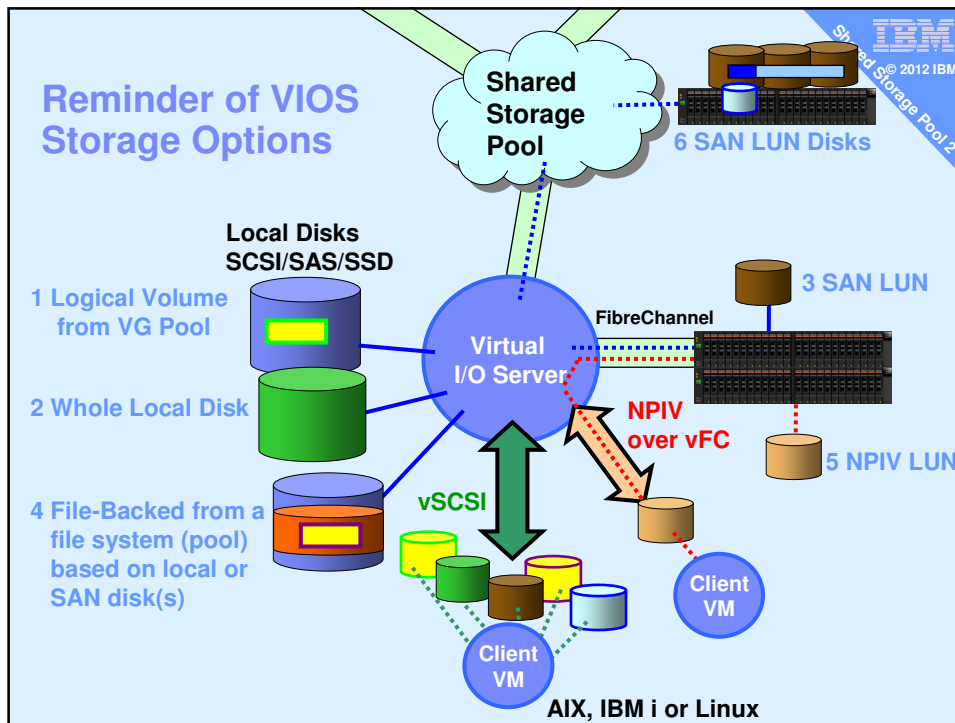 Reminder of VIOS
Storage Options
Shared
Storage
Pool
IBM
© 2012 IBM
Shared Storage Pool 2
6 SAN LUN Disks
Local Disks
SCSI/SAS/SSD
1 Logical Volume
from VG Pool
2 Whole Local Disk
4 File-Backed from a
file system (pool)
based on local or
SAN disk(s)
Virtual
I/O Server
FibreChannel
3 SAN LUN
NPIV
over vFC
5 NPIV LUN
vSCSI
Client
VM
Client
VM
AIX, IBM i or Linux